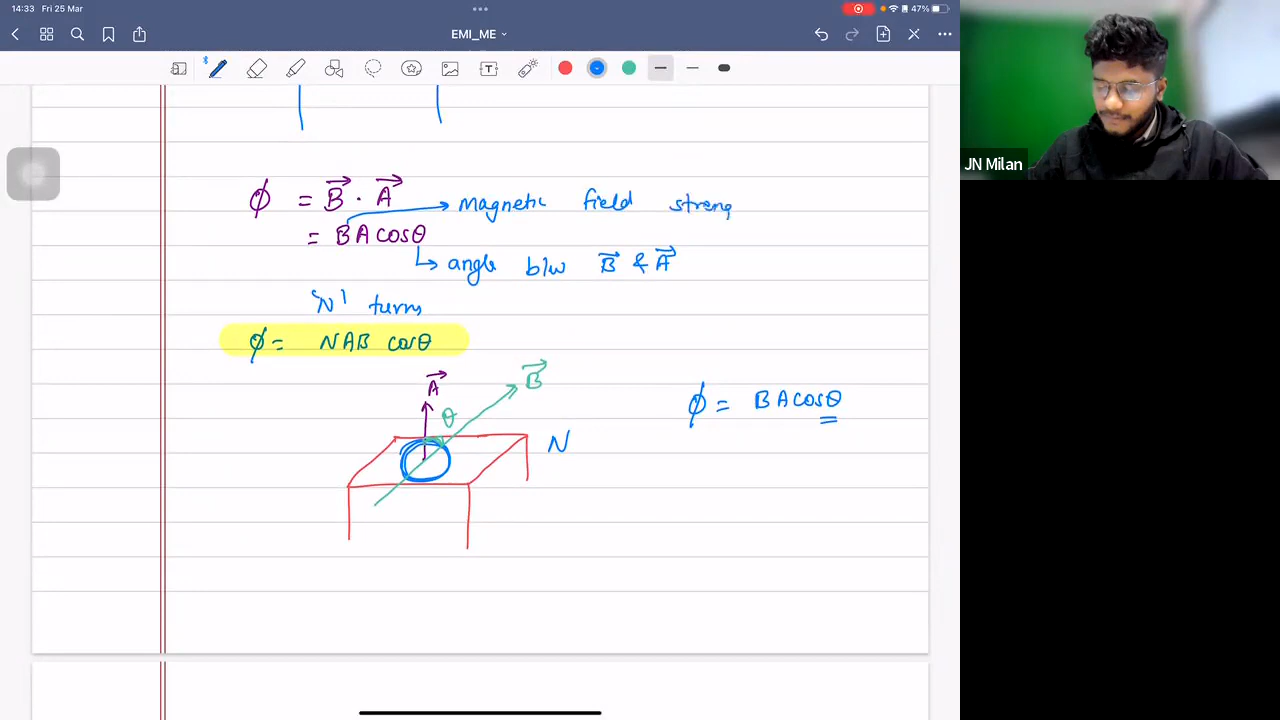 14:33 Fri 25 Mar
47%
EMI_ME
JN Milan
ϕ = B⃗ · A⃗ → magnetic field streng
= BA cosθ
↳ angle b/w B⃗ & A⃗
'N' turns
ϕ = NAB cosθ
A⃗
B⃗
θ
N
ϕ = BA cosθ